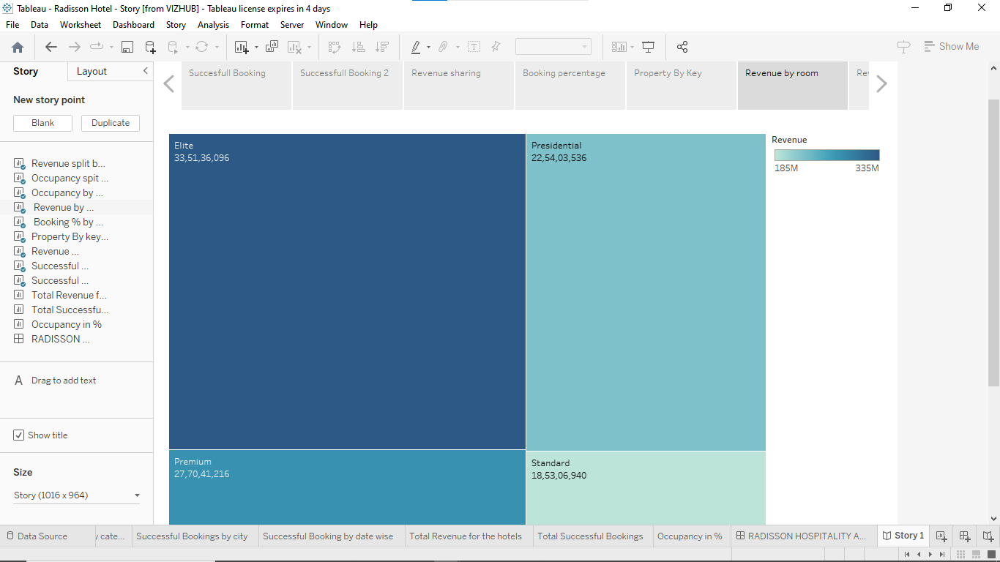 Tableau - Radisson Hotel - Story [from VIZHUB] - Tableau license expires in 4 days
File Data Worksheet Dashboard Story Analysis Format Server Window Help
Show Me
Story Layout
New story point
Blank Duplicate
Revenue split b...
Occupancy spit ...
Occupancy by ...
Revenue by ...
Booking % by ...
Property By key...
Revenue ...
Successful ...
Successful ...
Total Revenue f...
Total Successfu...
Occupancy in %
RADISSON ...
A Drag to add text
Show title
Size
Story (1016 x 964)
Succesfull Booking Successfull Booking 2 Revenue sharing Booking percentage Property By Key Revenue by room Re
Elite
33,51,36,096
Presidential
22,54,03,536
Premium
27,70,41,216
Standard
18,53,06,940
Revenue
185M 335M
Data Source y cate... Successful Bookings by city Successful Booking by date wise Total Revenue for the hotels Total Successful Bookings Occupancy in % RADISSON HOSPITALITY A... Story 1